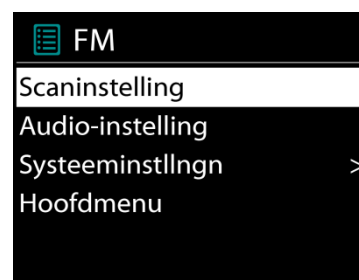 FM
Scaninstelling
Audio-instelling
Systeeminstllngn >
Hoofdmenu